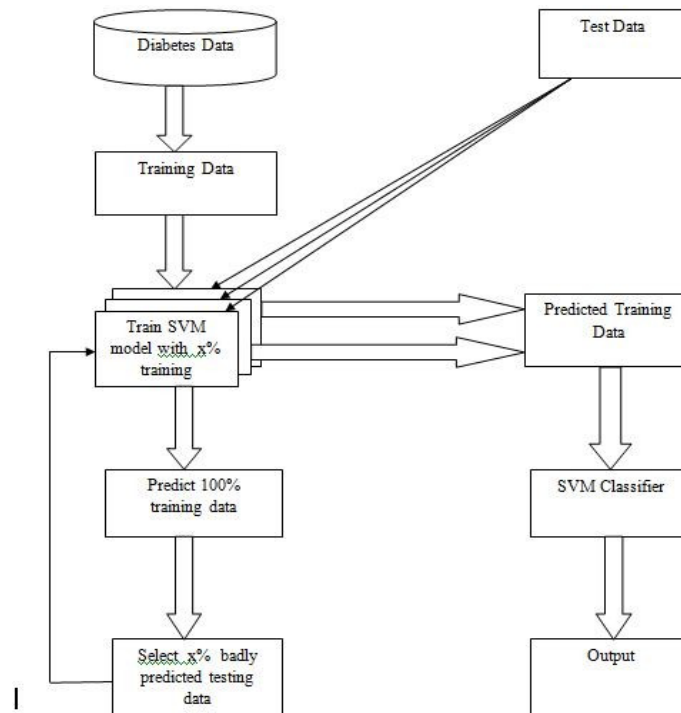 Diabetes Data
Test Data
Training Data
Train SVM
model with x%
training
Predicted Training
Data
Predict 100%
training data
SVM Classifier
Select x% badly
predicted testing
data
Output